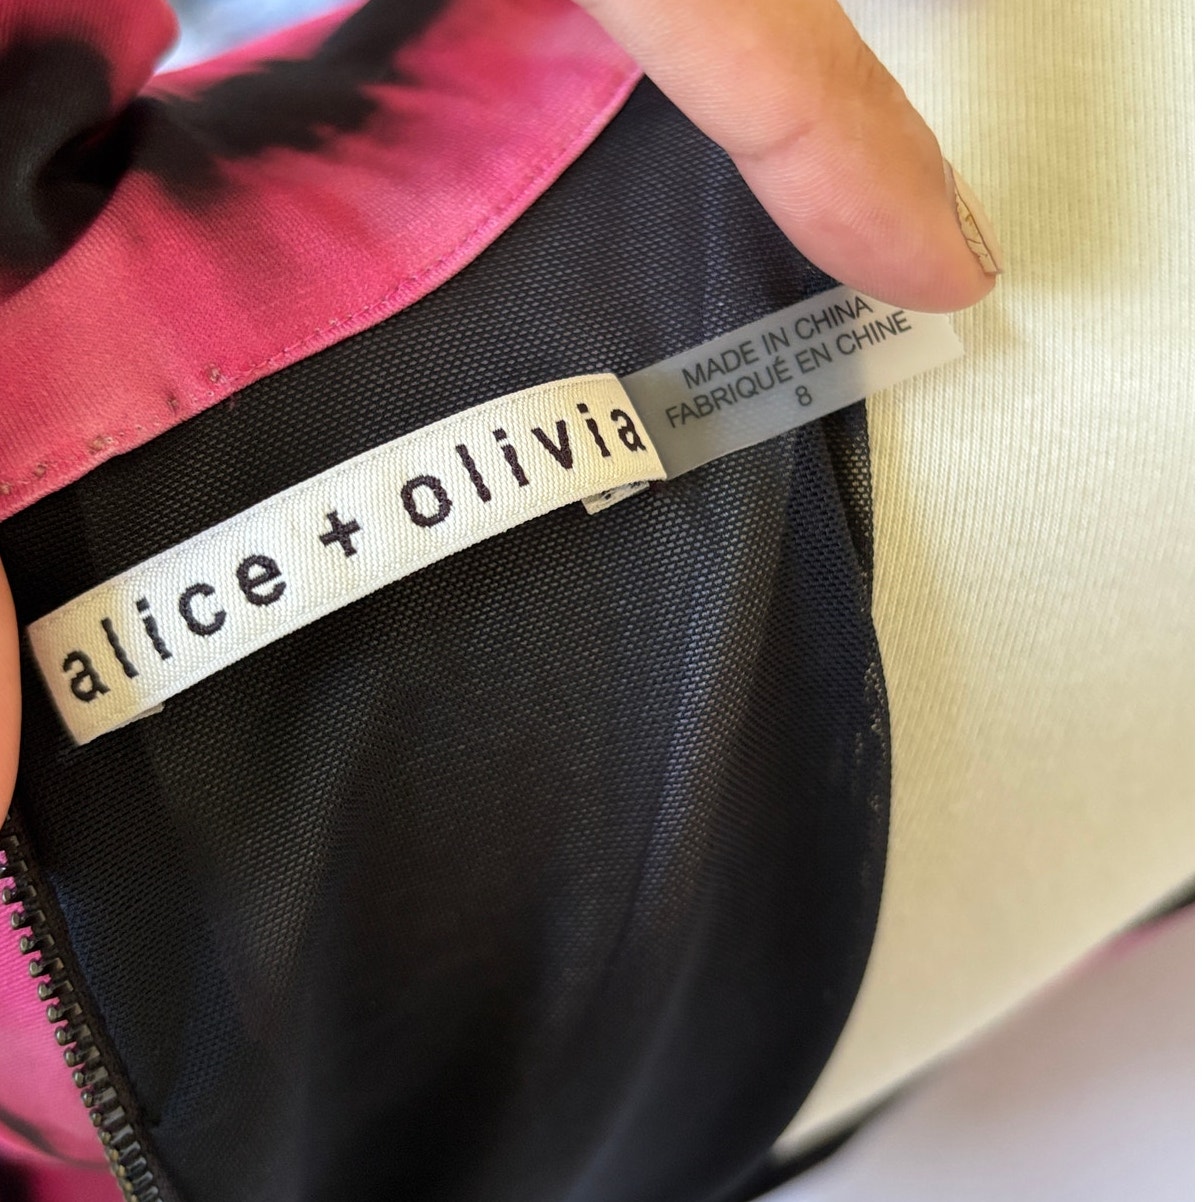 alice + olivia
MADE IN CHINA
FABRIQUÉ EN CHINE
8